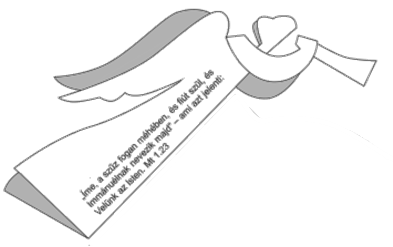 „Íme, a szűz fogan méhében, és fiút szül, és
Immánuélnak nevezik majd" – ami azt jelenti:
Velünk az Isten. Mt 1,23